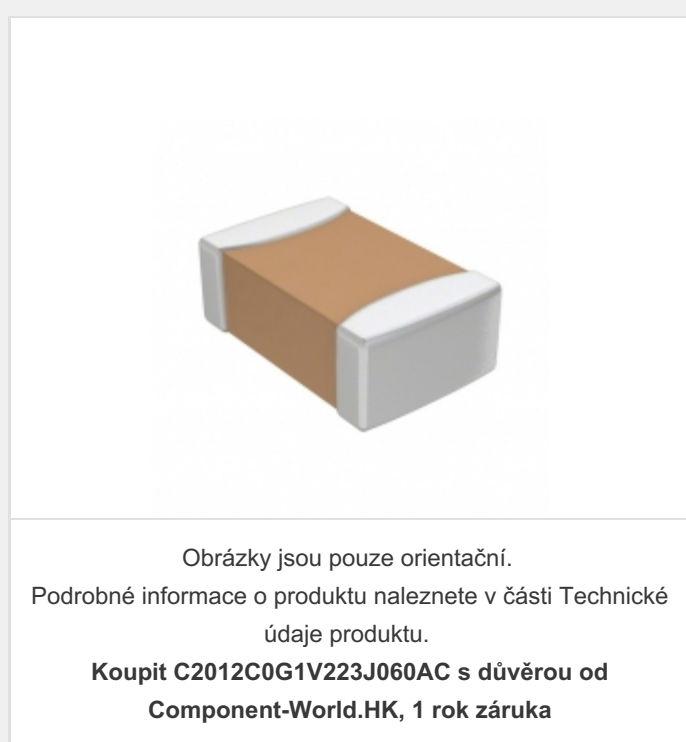 Obrázky jsou pouze orientační.
Podrobné informace o produktu naleznete v části Technické
údaje produktu.
Koupit C2012C0G1V223J060AC s důvěrou od
Component-World.HK, 1 rok záruka